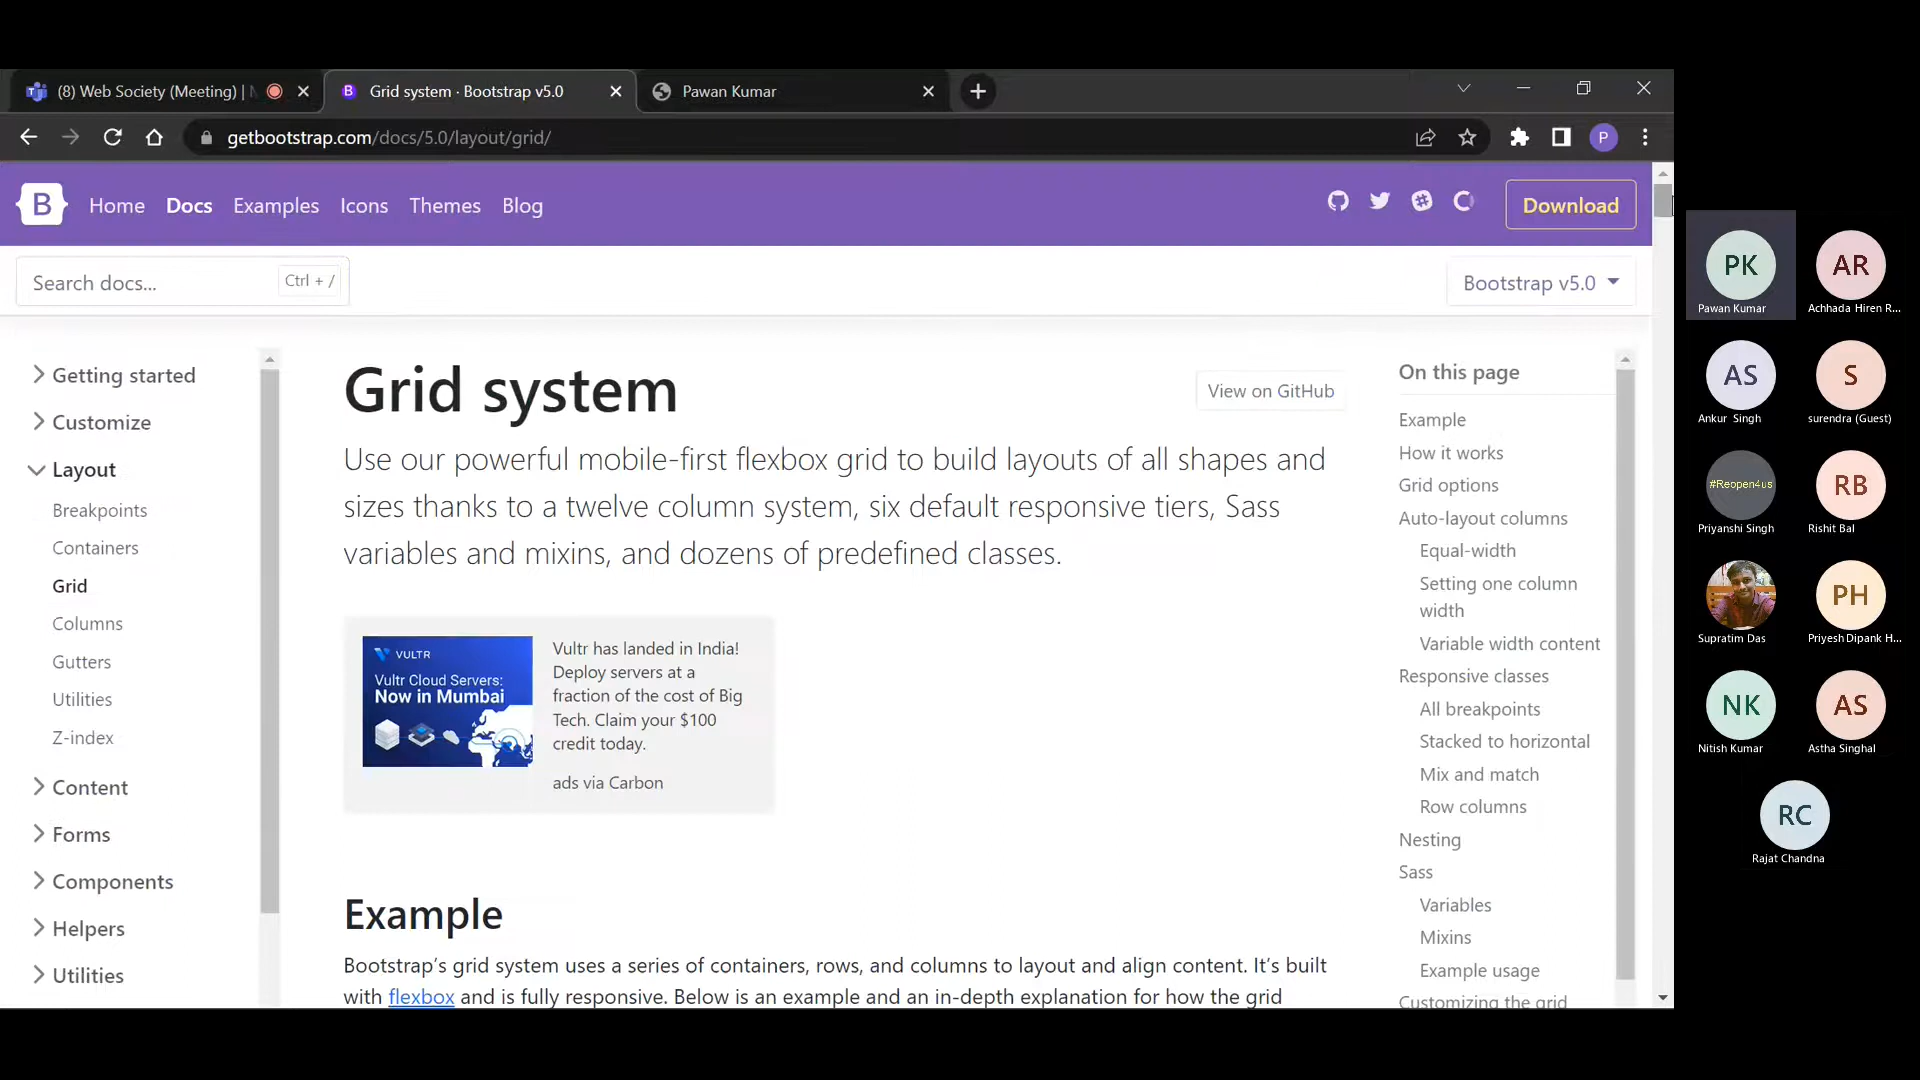 (8) Web Society (Meeting) |
Grid system · Bootstrap v5.0
Pawan Kumar
getbootstrap.com/docs/5.0/layout/grid/
P
B
Home
Docs
Examples
Icons
Themes
Blog
Download
Search docs...
Ctrl + /
Bootstrap v5.0
Getting started
Customize
Layout
Breakpoints
Containers
Grid
Columns
Gutters
Utilities
Z-index
Content
Forms
Components
Helpers
Utilities
Grid system
View on GitHub
Use our powerful mobile-first flexbox grid to build layouts of all shapes and
sizes thanks to a twelve column system, six default responsive tiers, Sass
variables and mixins, and dozens of predefined classes.
VULTR
Vultr Cloud Servers:
Now in Mumbai
Vultr has landed in India!
Deploy servers at a
fraction of the cost of Big
Tech. Claim your $100
credit today.
ads via Carbon
Example
Bootstrap’s grid system uses a series of containers, rows, and columns to layout and align content. It’s built
with flexbox and is fully responsive. Below is an example and an in-depth explanation for how the grid
On this page
Example
How it works
Grid options
Auto-layout columns
Equal-width
Setting one column
width
Variable width content
Responsive classes
All breakpoints
Stacked to horizontal
Mix and match
Row columns
Nesting
Sass
Variables
Mixins
Example usage
Customizing the grid
PK
Pawan Kumar
AR
Achhada Hiren R...
AS
Ankur Singh
S
surendra (Guest)
#Reopen4us
Priyanshi Singh
RB
Rishit Bal
Supratim Das
PH
Priyesh Dipank H...
NK
Nitish Kumar
AS
Astha Singhal
RC
Rajat Chandna